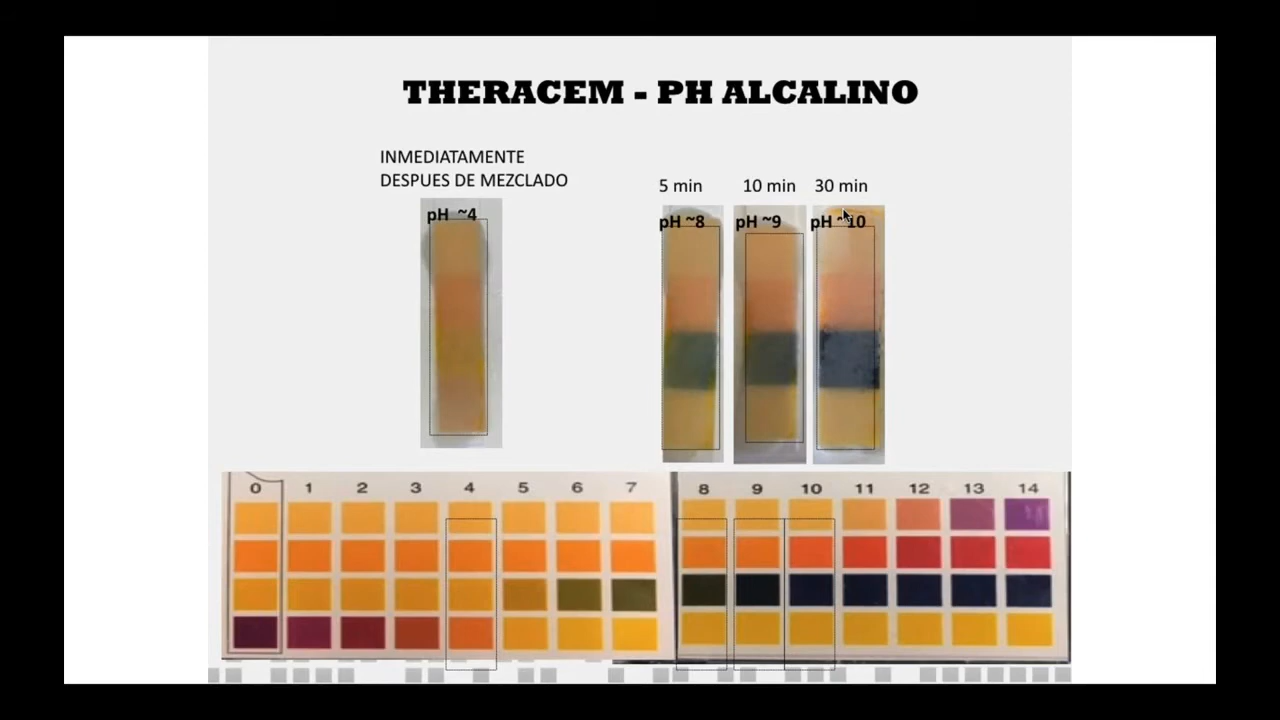 THERACEM - PH ALCALINO
INMEDIATAMENTE
DESPUES DE MEZCLADO
5 min
10 min
30 min
pH ~4
pH ~8
pH ~9
pH ~10
0 1 2 3 4 5 6 7
8 9 10 11 12 13 14